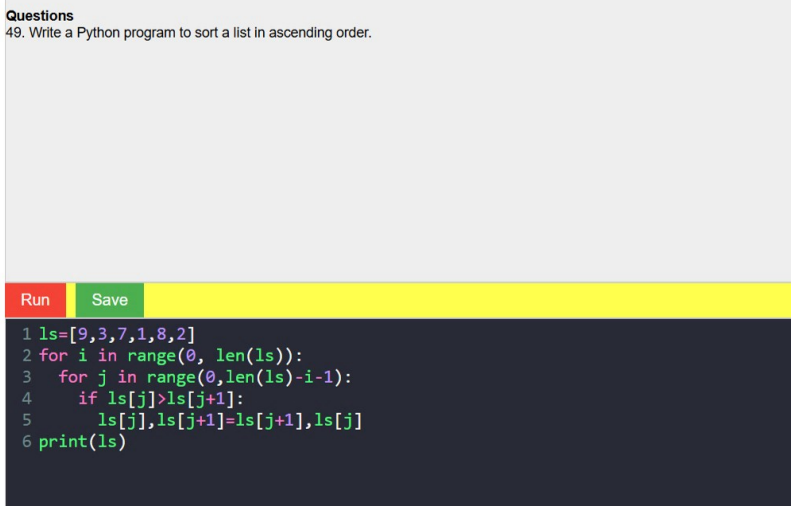 Questions
49. Write a Python program to sort a list in ascending order.
Run Save
1 ls=[9,3,7,1,8,2]
2 for i in range(0, len(ls)):
3   for j in range(0,len(ls)-i-1):
4     if ls[j]>ls[j+1]:
5       ls[j],ls[j+1]=ls[j+1],ls[j]
6 print(ls)